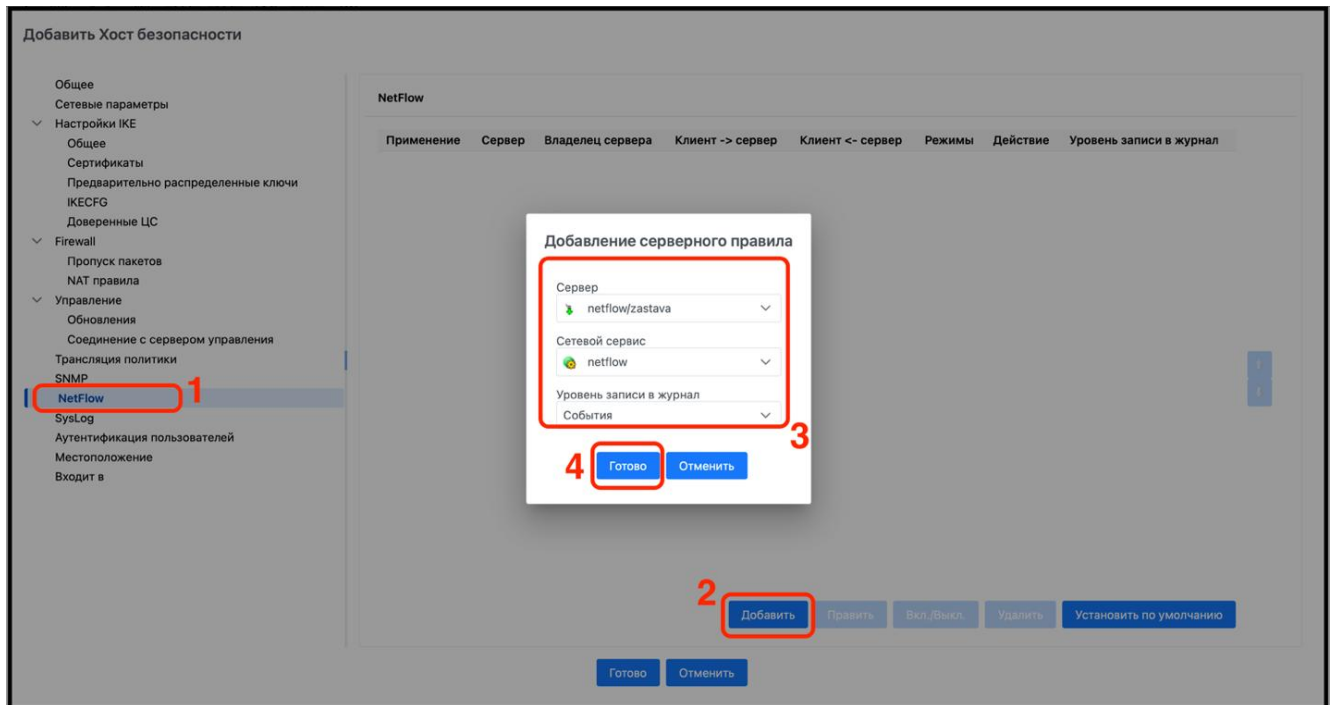 Добавить Хост безопасности
Общее
Сетевые параметры
Настройки IKE
Общее
Сертификаты
Предварительно распределенные ключи
IKECFG
Доверенные ЦС
Firewall
Пропуск пакетов
NAT правила
Управление
Обновления
Соединение с сервером управления
Трансляция политики
SNMP
NetFlow 1
SysLog
Аутентификация пользователей
Местоположение
Входит в
NetFlow
Применение Сервер Владелец сервера Клиент -> сервер Клиент <- сервер Режимы Действие Уровень записи в журнал
Добавление серверного правила
Сервер
netflow/zastava
Сетевой сервис
netflow
Уровень записи в журнал
События
3
4 Готово Отменить
2
Добавить Править Вкл./Выкл. Удалить Установить по умолчанию
Готово Отменить